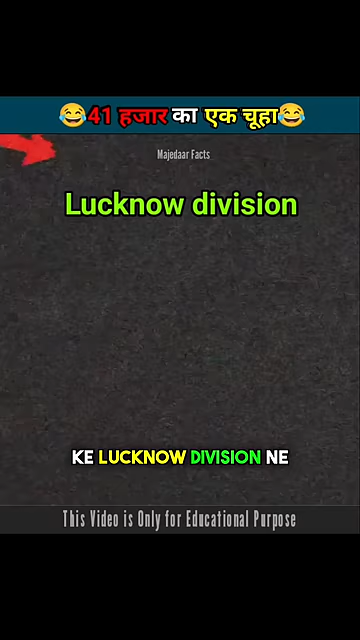 😂41 हजार का एक चूहा😂
Majedaar Facts
Lucknow division
KE LUCKNOW DIVISION NE
This Video is Only for Educational Purpose